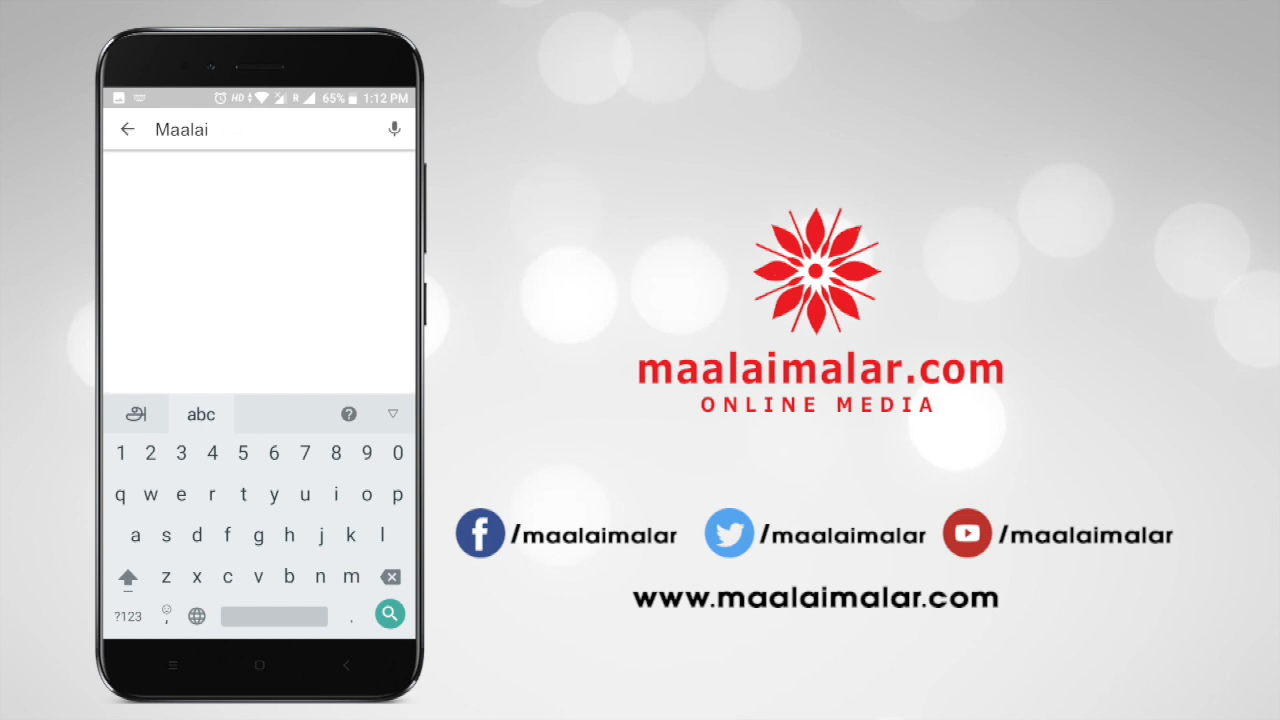 HD R 65% 1:12 PM
Maalai
அ abc ?
1 2 3 4 5 6 7 8 9 0
q w e r t y u i o p
a s d f g h j k l
z x c v b n m
?123 , .
maalaimalar.com
ONLINE MEDIA
/maalaimalar /maalaimalar /maalaimalar
www.maalaimalar.com